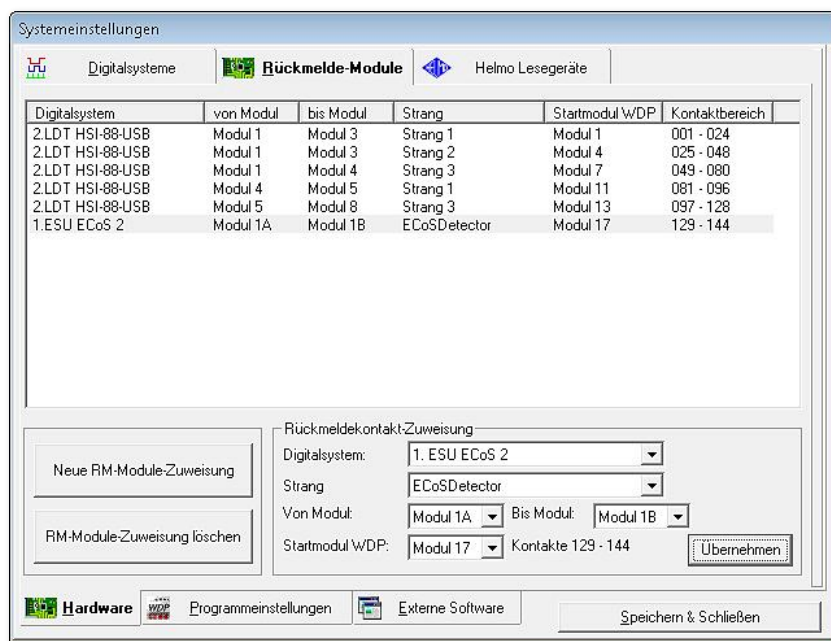 Systemeinstellungen
Digitalsysteme Rückmelde-Module Helmo Lesegeräte
Digitalsystem von Modul bis Modul Strang Startmodul WDP Kontaktbereich
2.LDT HSI-88-USB Modul 1 Modul 3 Strang 1 Modul 1 001 - 024
2.LDT HSI-88-USB Modul 1 Modul 3 Strang 2 Modul 4 025 - 048
2.LDT HSI-88-USB Modul 1 Modul 4 Strang 3 Modul 7 049 - 080
2.LDT HSI-88-USB Modul 4 Modul 5 Strang 1 Modul 11 081 - 096
2.LDT HSI-88-USB Modul 5 Modul 8 Strang 3 Modul 13 097 - 128
1.ESU ECoS 2 Modul 1A Modul 1B ECoSDetector Modul 17 129 - 144
Neue RM-Module-Zuweisung
RM-Module-Zuweisung löschen
Rückmeldekontakt-Zuweisung
Digitalsystem: 1. ESU ECoS 2
Strang ECoSDetector
Von Modul: Modul 1A Bis Modul: Modul 1B
Startmodul WDP: Modul 17 Kontakte 129 - 144 Übernehmen
Hardware WDP Programmeinstellungen Externe Software
Speichern & Schließen